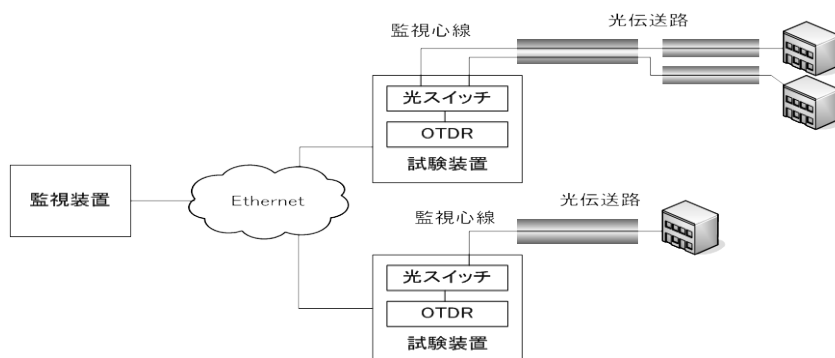 監視心線
光伝送路
光スイッチ
OTDR
試験装置
監視装置
Ethernet
監視心線
光伝送路
光スイッチ
OTDR
試験装置